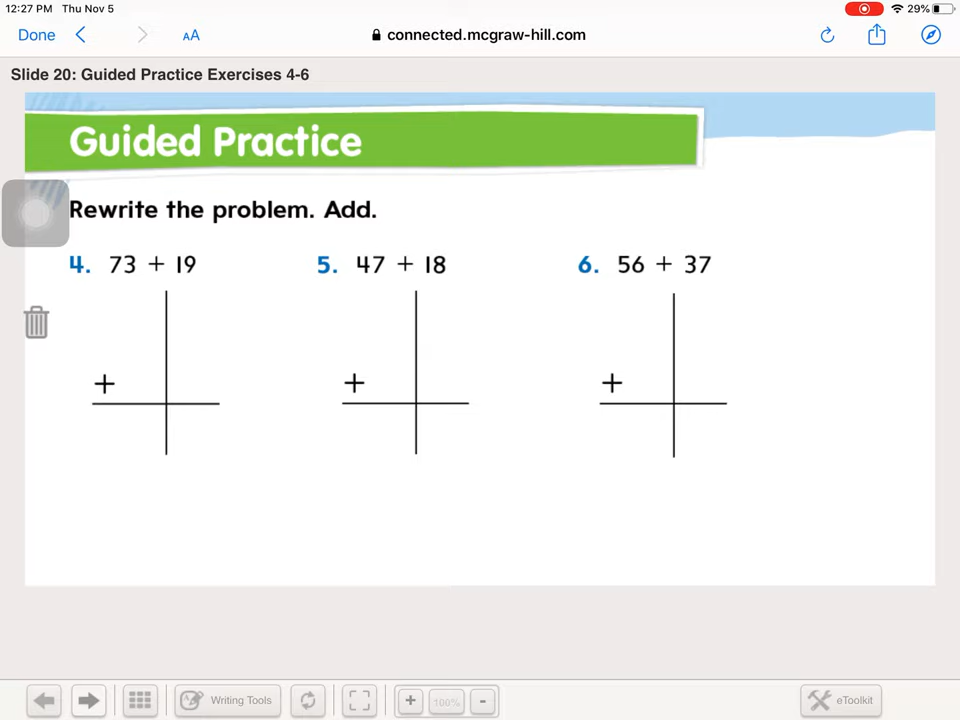 12:27 PM Thu Nov 5 29%
Done AA connected.mcgraw-hill.com
Slide 20: Guided Practice Exercises 4-6
Guided Practice
Rewrite the problem. Add.
4. 73 + 19 5. 47 + 18 6. 56 + 37
+ + +
Writing Tools + 100% - eToolkit